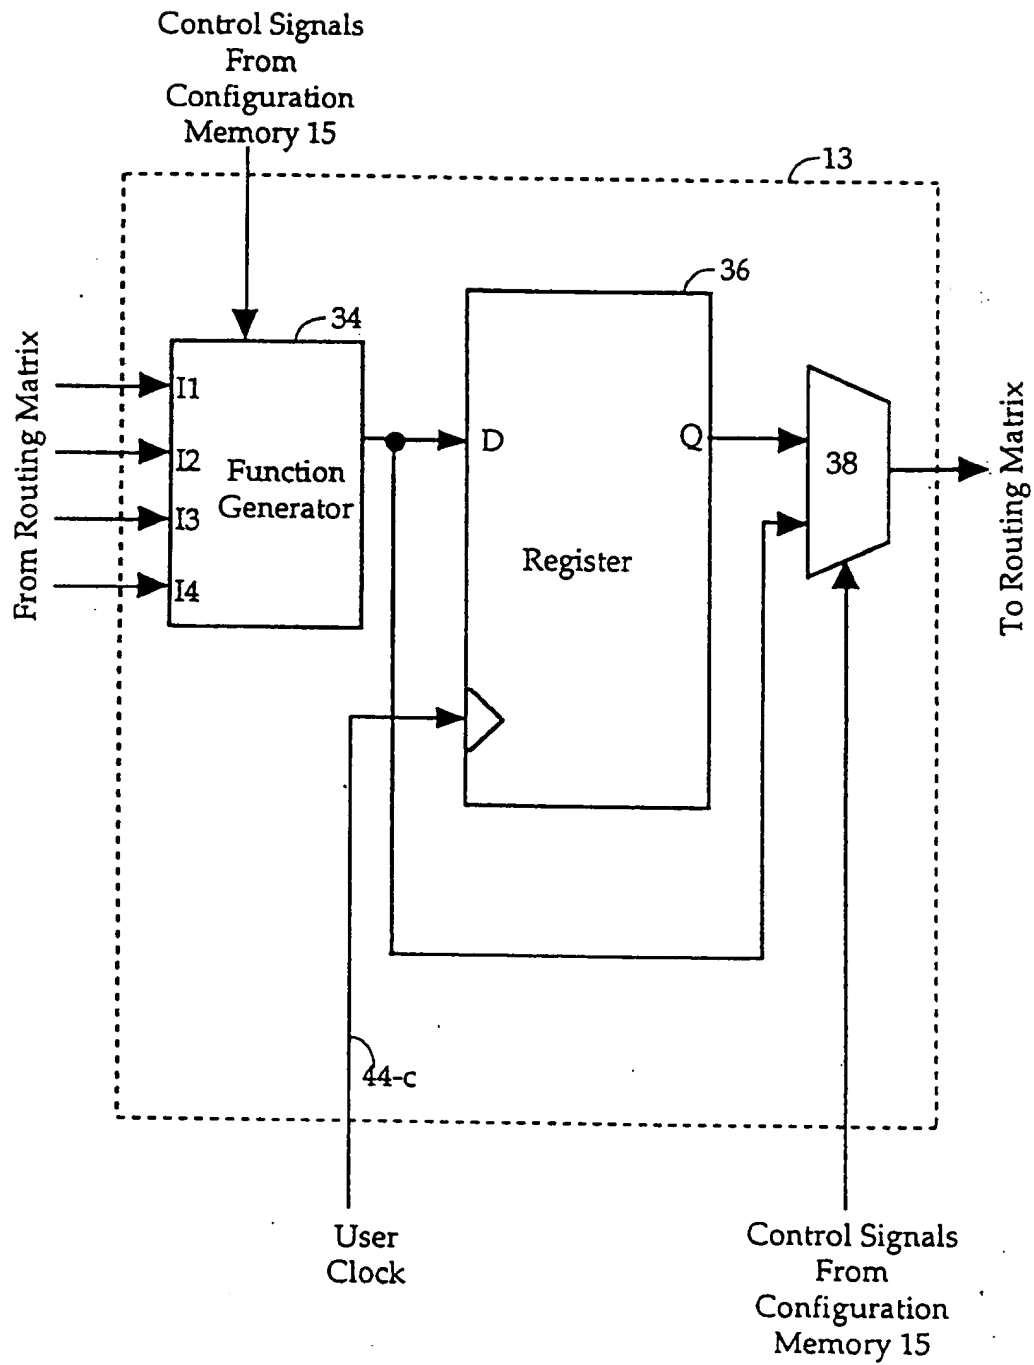 Control Signals
From
Configuration
Memory 15
13
36
34
From Routing Matrix
I1
I2
I3
I4
Function
Generator
D
Q
Register
38
To Routing Matrix
44-c
User
Clock
Control Signals
From
Configuration
Memory 15